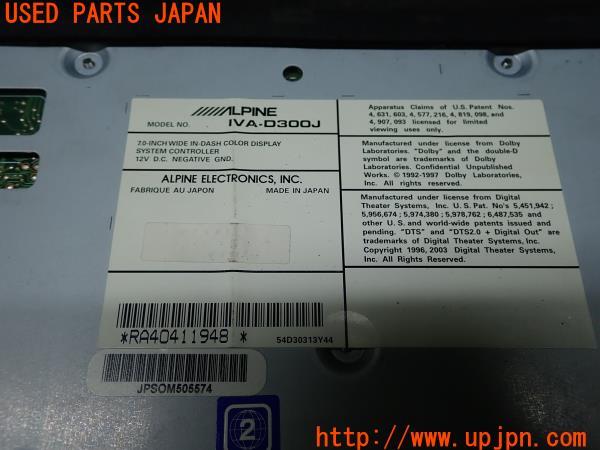 USED PARTS JAPAN
ALPINE
MODEL NO. IVA-D300J
7.0-INCH WIDE IN-DASH COLOR DISPLAY
SYSTEM CONTROLLER
12V D.C. NEGATIVE GND.
ALPINE ELECTRONICS, INC.
FABRIQUE AU JAPON MADE IN JAPAN
*RA40411948*
54D30313Y44
JPSOM505574
2
Apparatus Claims of U.S. Patent Nos.
4, 631, 603, 4, 577, 216, 4, 819, 098, and
4, 907, 093 licensed for limited
viewing uses only.
Manufactured under license from Dolby
Laboratories. "Dolby" and the double-D
symbol are trademarks of Dolby
Laboratories. Confidential Unpublished
Works. © 1992-1997 Dolby Laboratories,
Inc. All rights reserved.
Manufactured under license from Digital
Theater Systems, Inc. U.S. Pat. No's 5,451,942 ;
5,956,674 ; 5,974,380 ; 5,978,762 ; 6,487,535 and
other U.S. and world-wide patents issued and
pending. "DTS" and "DTS2.0 + Digital Out" are
trademarks of Digital Theater Systems, Inc.
Copyright 1996, 2003 Digital Theater Systems,
Inc. All Rights Reserved.
パーツ UPJ
https://www.upjpn.com